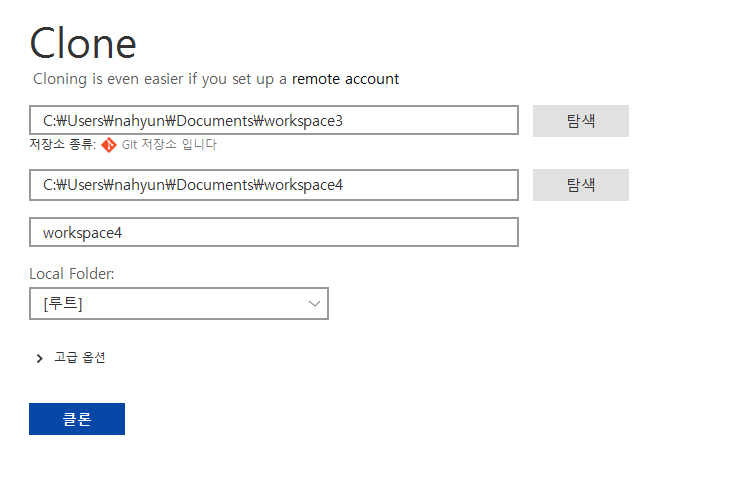 Clone
Cloning is even easier if you set up a remote account
C:₩Users₩nahyun₩Documents₩workspace3
탐색
저장소 종류: Git 저장소 입니다
C:₩Users₩nahyun₩Documents₩workspace4
탐색
workspace4
Local Folder:
[루트]
고급 옵션
클론